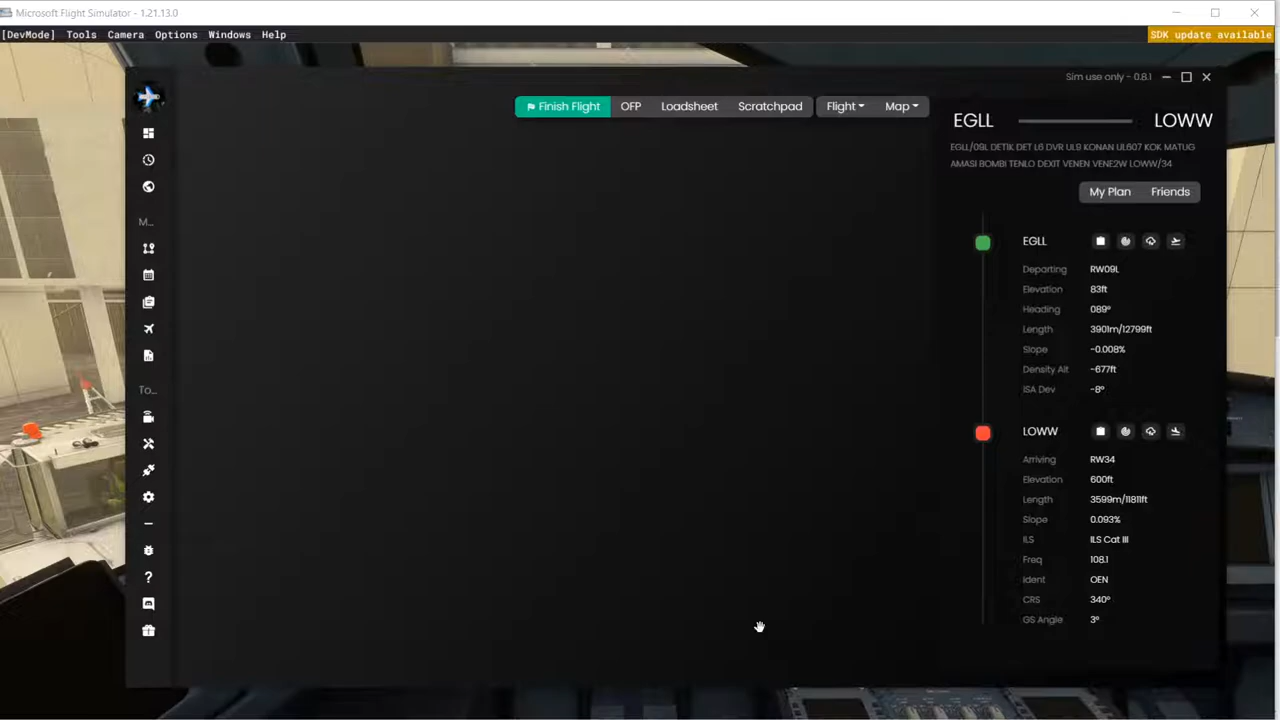 Microsoft Flight Simulator - 1.21.13.0
[DevMode] Tools Camera Options Windows Help
SDK update available
Sim use only - 0.8.1
Finish Flight OFP Loadsheet Scratchpad Flight Map
EGLL LOWW
EGLL/09L DETIK DET L6 DVR UL9 KONAN UL607 KOK MATUG
AMASI BOMBI TENLO DEXIT VENEN VENE2W LOWW/34
My Plan Friends
M...
To...
EGLL
Departing RW09L
Elevation 83ft
Heading 089°
Length 3901m/12799ft
Slope -0.008%
Density Alt -677ft
ISA Dev -8°
LOWW
Arriving RW34
Elevation 600ft
Length 3599m/11811ft
Slope 0.093%
ILS ILS Cat III
Freq 108.1
Ident OEN
CRS 340°
GS Angle 3°